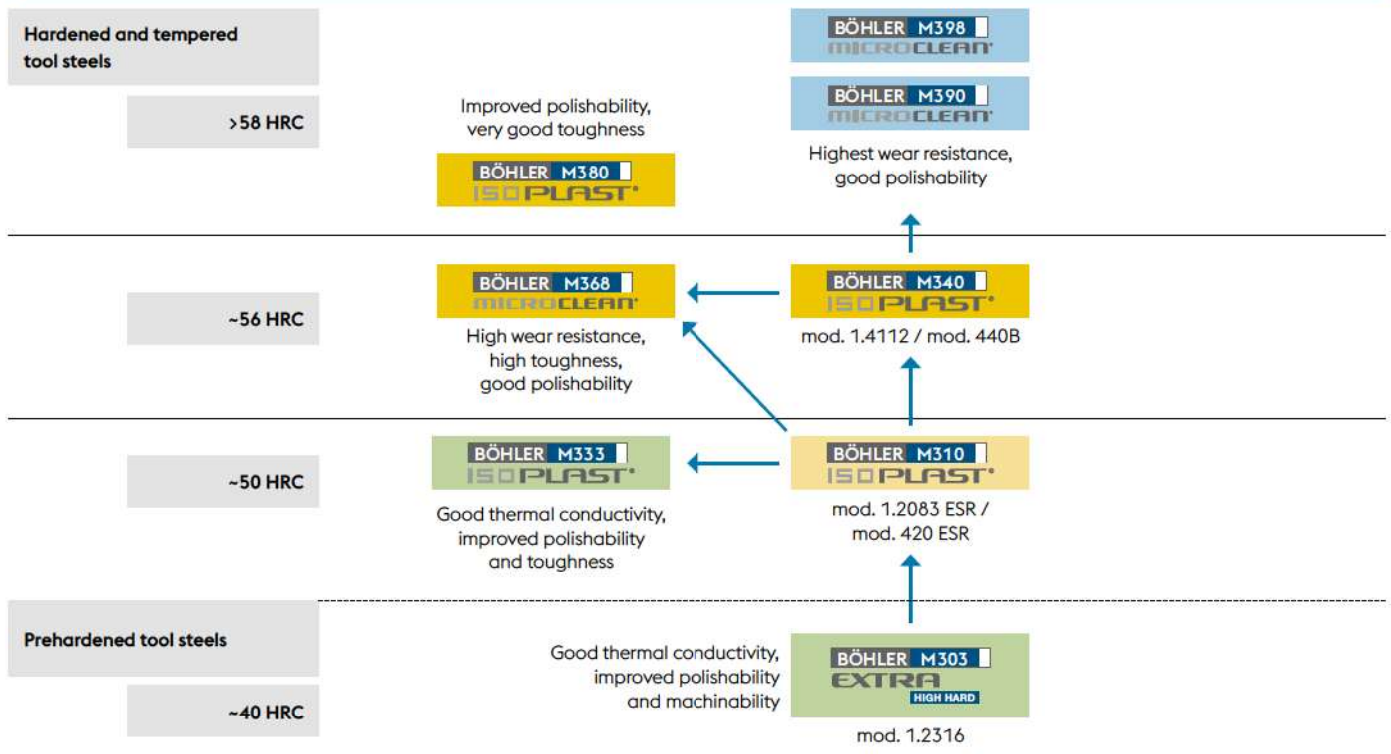 Hardened and tempered
tool steels
>58 HRC
Improved polishability,
very good toughness
BÖHLER M380
ISOPLAST®
BÖHLER M398
MICROCLEAN®
BÖHLER M390
MICROCLEAN®
Highest wear resistance,
good polishability
~56 HRC
BÖHLER M368
MICROCLEAN®
High wear resistance,
high toughness,
good polishability
BÖHLER M340
ISOPLAST®
mod. 1.4112 / mod. 440B
~50 HRC
BÖHLER M333
ISOPLAST®
Good thermal conductivity,
improved polishability
and toughness
BÖHLER M310
ISOPLAST®
mod. 1.2083 ESR /
mod. 420 ESR
Prehardened tool steels
~40 HRC
Good thermal conductivity,
improved polishability
and machinability
BÖHLER M303
EXTRA
HIGH HARD
mod. 1.2316